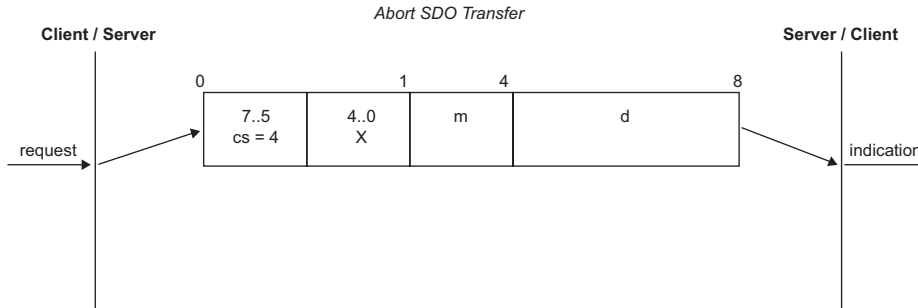 Abort SDO Transfer
Client / Server
Server / Client
0 1 4 8
7..5 4..0 m d
cs = 4 X
request
indication